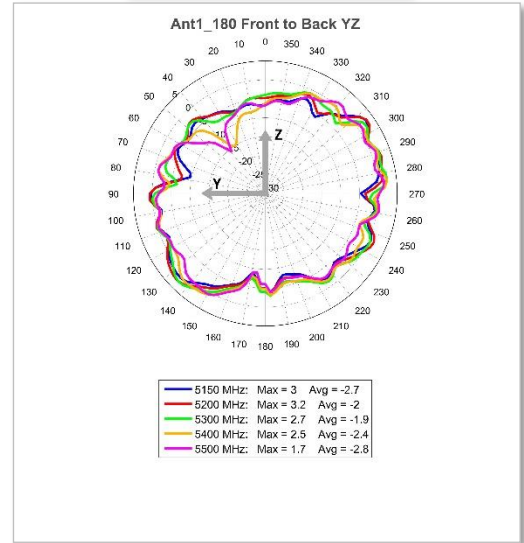 Ant1_180 Front to Back YZ
0
10 350
20 340
30 330
40 320
50 310
60 300
70 290
80 280
90 270
100 260
110 250
120 240
130 230
140 220
150 210
160 200
170 190
180
5
0
-20
-25
Z
Y
5150 MHz: Max = 3 Avg = -2.7
5200 MHz: Max = 3.2 Avg = -2
5300 MHz: Max = 2.7 Avg = -1.9
5400 MHz: Max = 2.5 Avg = -2.4
5500 MHz: Max = 1.7 Avg = -2.8